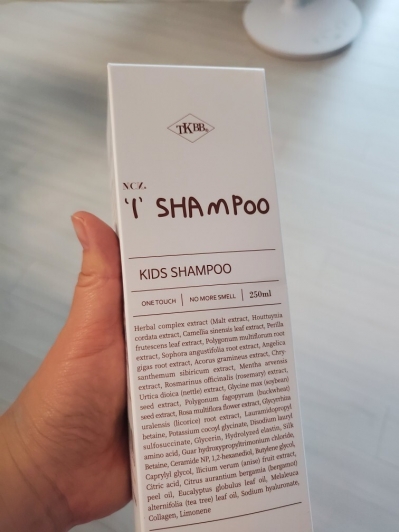 TKBB
NO7.
'I' SHAMPOO
KIDS SHAMPOO
ONE TOUCH | NO MORE SMELL | 250ml
Herbal complex extract (Malt extract, Houttuynia
cordata extract, Camellia sinensis leaf extract, Perilla
frutescens leaf extract, Polygonum multiflorum root
extract, Sophora angustifolia root extract, Angelica
gigas root extract, Acorus gramineus extract, Chry-
santhemum sibiricum extract, Mentha arvensis
extract, Rosmarinus officinalis (rosemary) extract,
Urtica dioica (nettle) extract, Glycine max (soybean)
seed extract, Polygonum fagopyrum (buckwheat)
seed extract, Rosa multiflora flower extract, Glycyrrhiza
uralensis (licorice) root extract, Lauramidopropyl
betaine, Potassium cocoyl glycinate, Disodium lauryl
sulfosuccinate, Glycerin, Hydrolyzed elastin, Silk
amino acid, Guar hydroxypropyltrimonium chloride,
Betaine, Ceramide NP, 1,2-hexanediol, Butylene glycol,
Caprylyl glycol, Ilicium verum (anise) fruit extract,
Citric acid, Citrus aurantium bergamia (bergamot)
peel oil, Eucalyptus globulus leaf oil, Melaleuca
alternifolia (tea tree) leaf oil, Sodium hyaluronate,
Collagen, Limonene